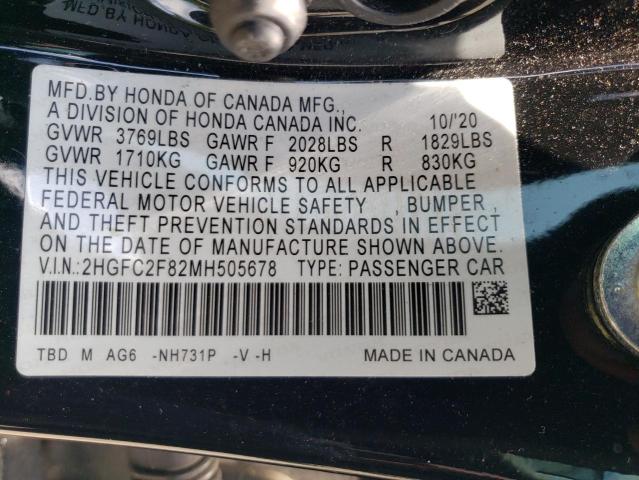 MFD BY HONDA
MFD.BY HONDA OF CANADA MFG.,
A DIVISION OF HONDA CANADA INC. 10/'20
GVWR 3769LBS GAWR F 2028LBS R 1829LBS
GVWR 1710KG GAWR F 920KG R 830KG
THIS VEHICLE CONFORMS TO ALL APPLICABLE
FEDERAL MOTOR VEHICLE SAFETY , BUMPER,
AND THEFT PREVENTION STANDARDS IN EFFECT
ON THE DATE OF MANUFACTURE SHOWN ABOVE.
V.I.N.:2HGFC2F82MH505678 TYPE: PASSENGER CAR
TBD M AG6 -NH731P -V -H MADE IN CANADA